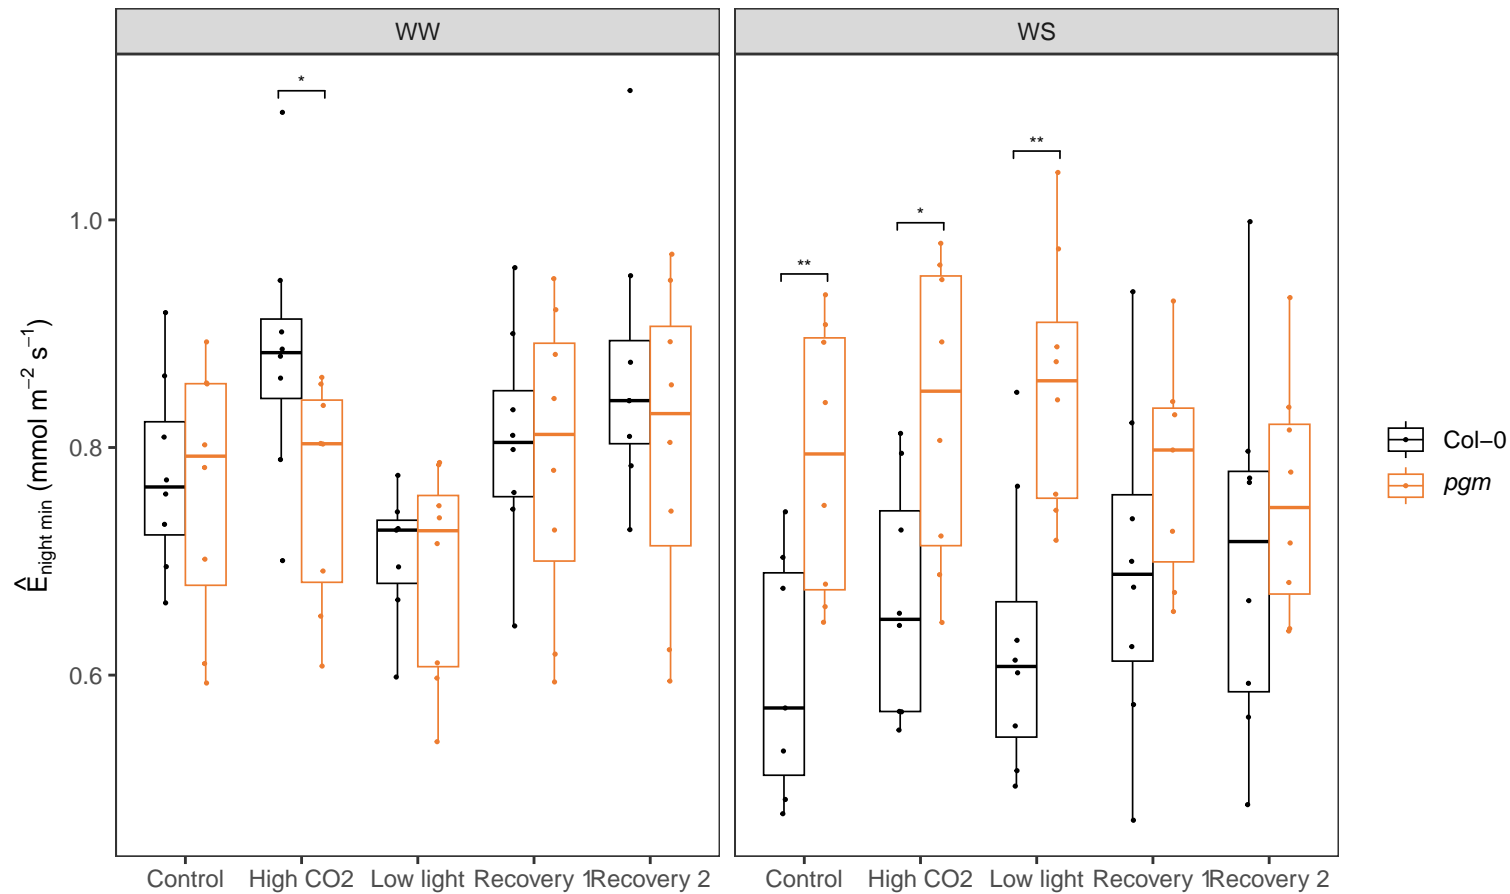 WW
WS
*
**
*
**
1.0
0.8
0.6
Ê_night min (mmol m⁻² s⁻¹)
Control High CO2 Low light Recovery 1 Recovery 2
Control High CO2 Low light Recovery 1 Recovery 2
Col−0
pgm